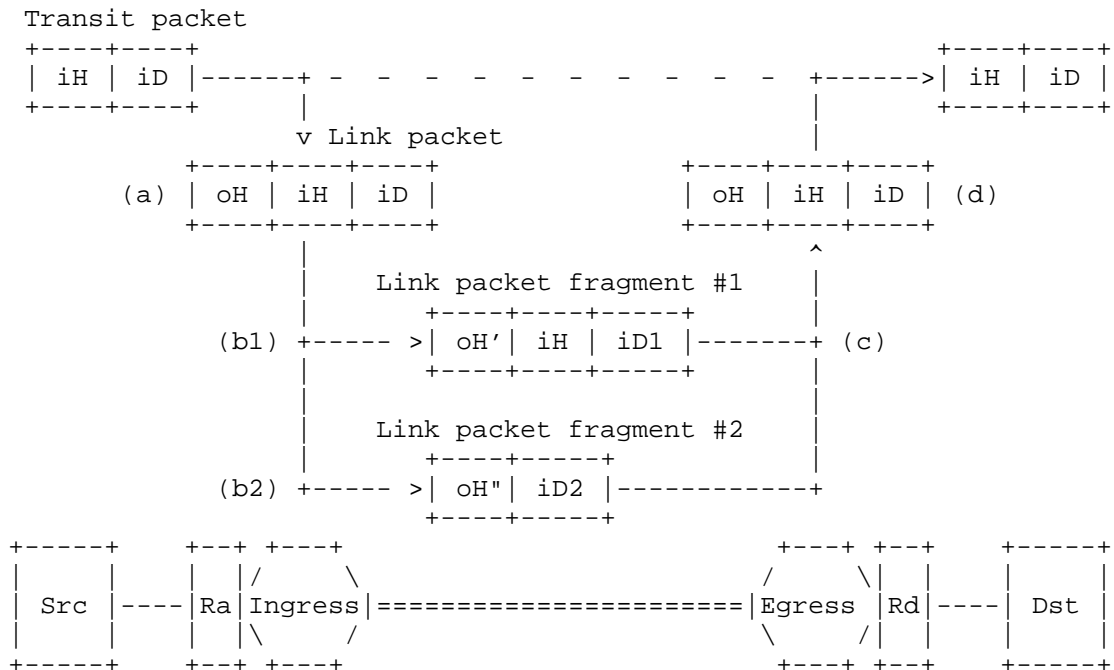 Transit packet
+----+----+ +----+----+
| iH | iD |------+ - - - - - - - - - - +------>| iH | iD |
+----+----+ | | +----+----+
v Link packet |
+----+----+----+ +----+----+----+
(a) | oH | iH | iD | | oH | iH | iD | (d)
+----+----+----+ +----+----+----+
| ^
| Link packet fragment #1 |
| +----+----+-----+ |
(b1) +----- >| oH'| iH | iD1 |-------+ (c)
| +----+----+-----+ |
| |
| Link packet fragment #2 |
| +----+-----+ |
(b2) +----- >| oH"| iD2 |------------+
+----+-----+
+-----+ +--+ +---+ +---+ +--+ +-----+
| | | |/ \ / \| | | |
| Src |----|Ra|Ingress|=======================|Egress |Rd|----| Dst |
| | | |\ / \ /| | | |
+-----+ +--+ +---+ +---+ +--+ +-----+